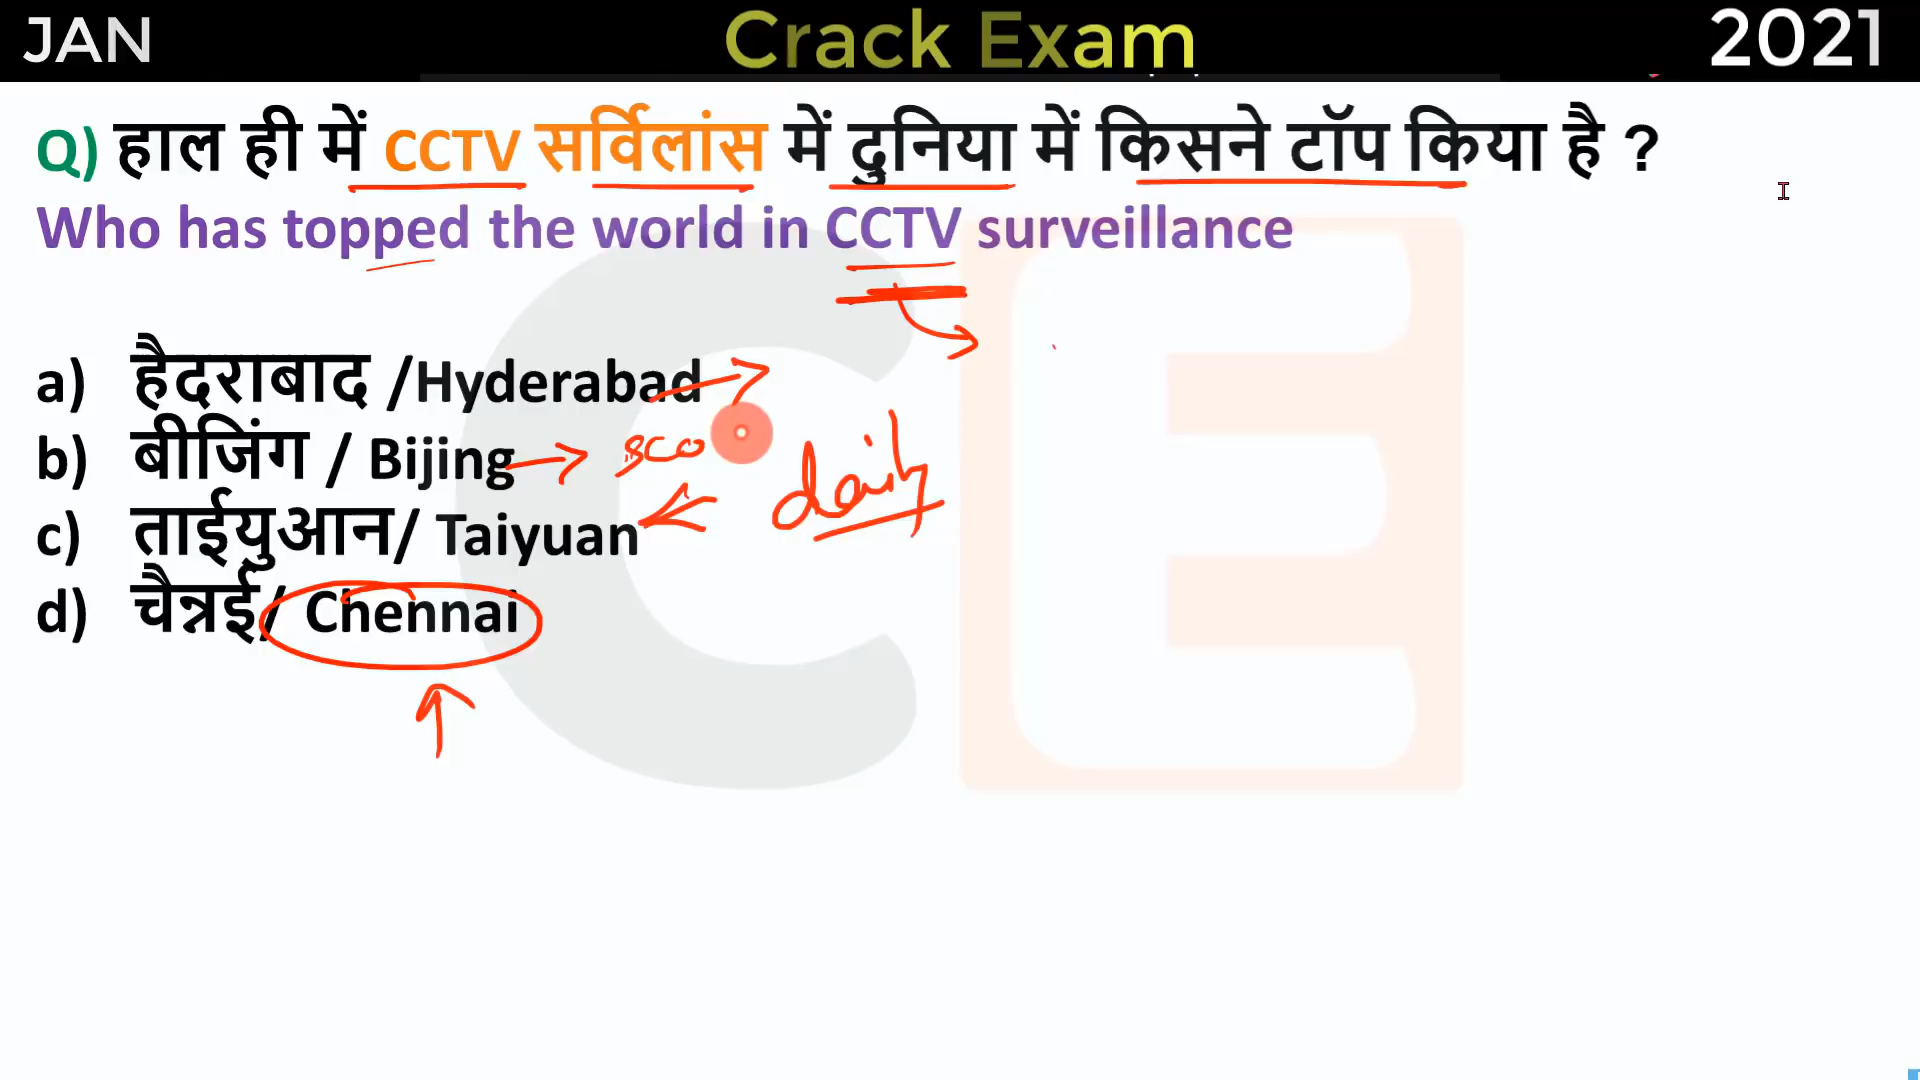 JAN Crack Exam 2021
Q) हाल ही में CCTV सर्विलांस में दुनिया में किसने टॉप किया है ?
Who has topped the world in CCTV surveillance
a) हैदराबाद /Hyderabad
b) बीजिंग / Bijing
c) ताईयुआन/ Taiyuan
daily
d) चैन्नई/ Chennai
CE